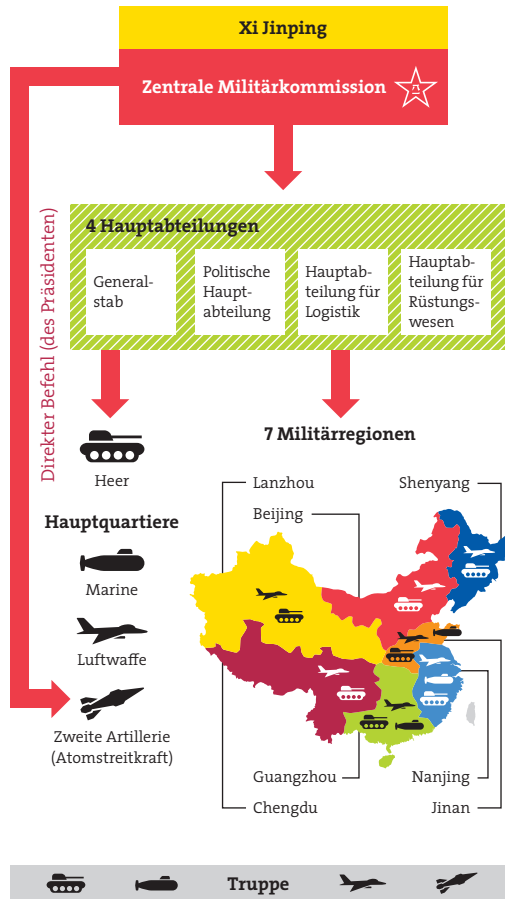 Xi Jinping
Zentrale Militärkommission
八一
Direkter Befehl (des Präsidenten)
4 Hauptabteilungen
General-
stab
Politische
Haupt-
abteilung
Hauptab-
teilung für
Logistik
Hauptab-
teilung für
Rüstungs-
wesen
Heer
Hauptquartiere
Marine
Luftwaffe
Zweite Artillerie
(Atomstreitkraft)
7 Militärregionen
Lanzhou
Shenyang
Beijing
Guangzhou
Nanjing
Chengdu
Jinan
Truppe